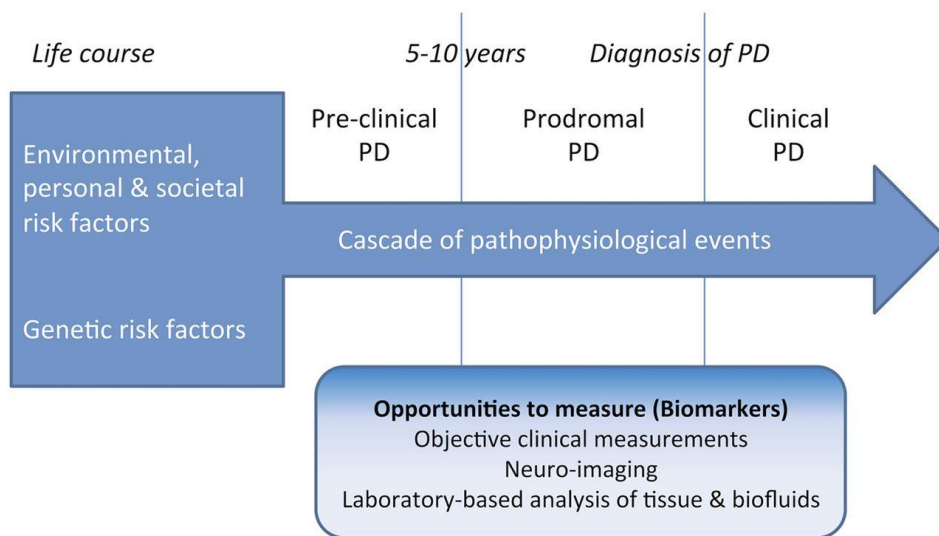 Life course
5-10 years
Diagnosis of PD
Environmental,
personal & societal
risk factors
Genetic risk factors
Pre-clinical
PD
Prodromal
PD
Clinical
PD
Cascade of pathophysiological events
Opportunities to measure (Biomarkers)
Objective clinical measurements
Neuro-imaging
Laboratory-based analysis of tissue & biofluids